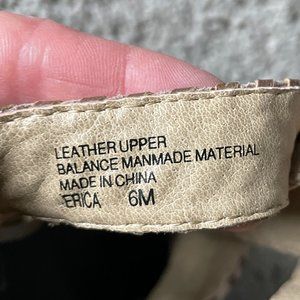 LEATHER UPPER
BALANCE MANMADE MATERIAL
MADE IN CHINA
ERICA 6M